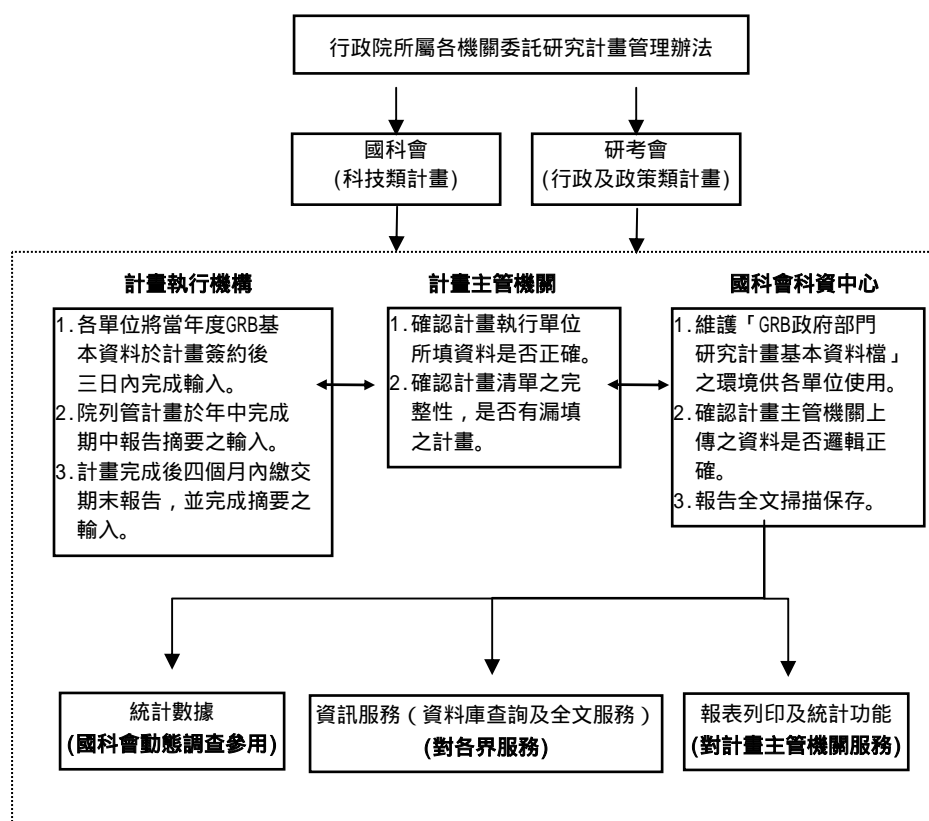 行政院所屬各機關委託研究計畫管理辦法
國科會
(科技類計畫)
研考會
(行政及政策類計畫)
計畫執行機構
1.各單位將當年度GRB基
本資料於計畫簽約後
三日內完成輸入。
2.院列管計畫於年中完成
期中報告摘要之輸入。
3.計畫完成後四個月內繳交
期末報告，並完成摘要之
輸入。
計畫主管機關
1.確認計畫執行單位
所填資料是否正確。
2.確認計畫清單之完
整性，是否有漏填
之計畫。
國科會科資中心
1.維護「GRB政府部門
研究計畫基本資料檔」
之環境供各單位使用。
2.確認計畫主管機關上
傳之資料是否邏輯正
確。
3.報告全文掃描保存。
統計數據
(國科會動態調查參用)
資訊服務（資料庫查詢及全文服務）
(對各界服務)
報表列印及統計功能
(對計畫主管機關服務)